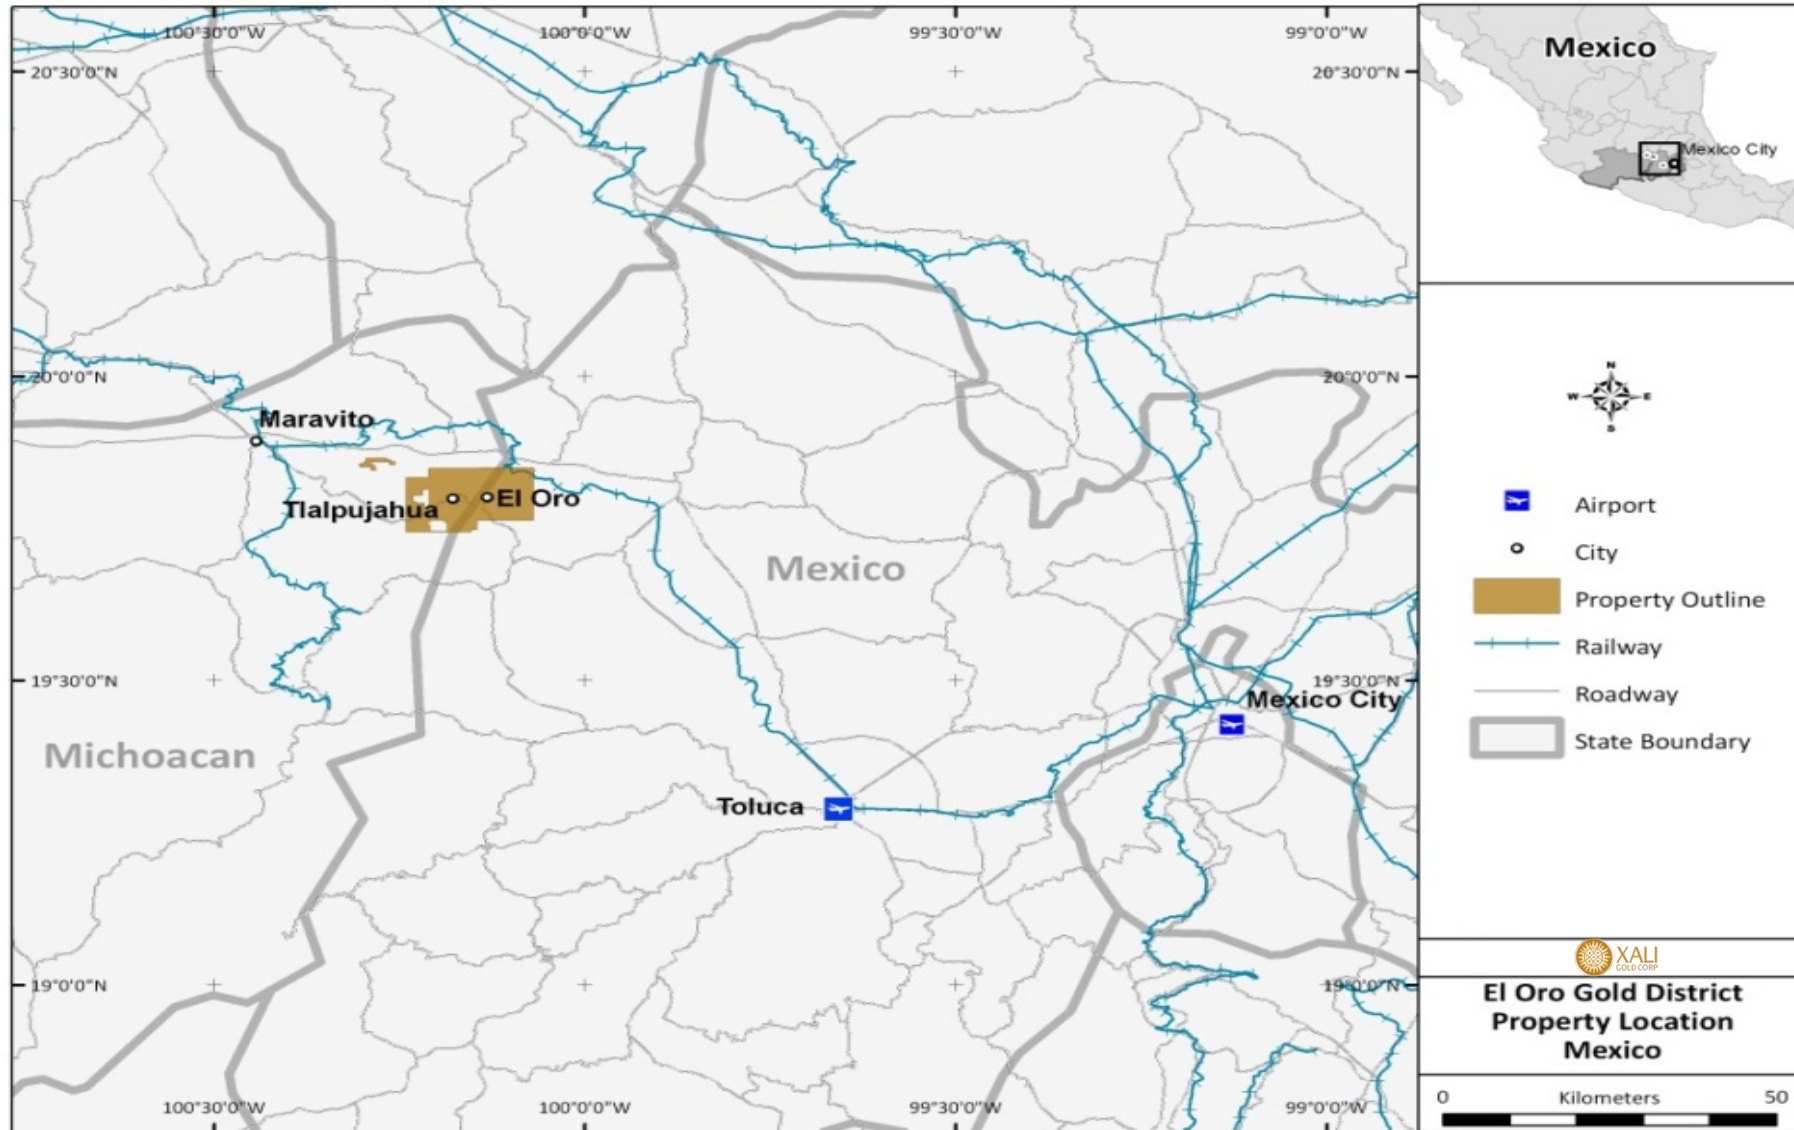 100°30'0"W
100°0'0"W
99°30'0"W
99°0'0"W
20°30'0"N
20°30'0"N
20°0'0"N
20°0'0"N
Maravito
Tlalpujahua
El Oro
Mexico
19°30'0"N
19°30'0"N
Mexico City
Michoacan
Toluca
19°0'0"N
19°0'0"N
100°30'0"W
100°0'0"W
99°30'0"W
99°0'0"W
Mexico
Mexico City
N
W
E
S
Airport
City
Property Outline
Railway
Roadway
State Boundary
XALI
GOLD CORP
El Oro Gold District
Property Location
Mexico
0 Kilometers 50